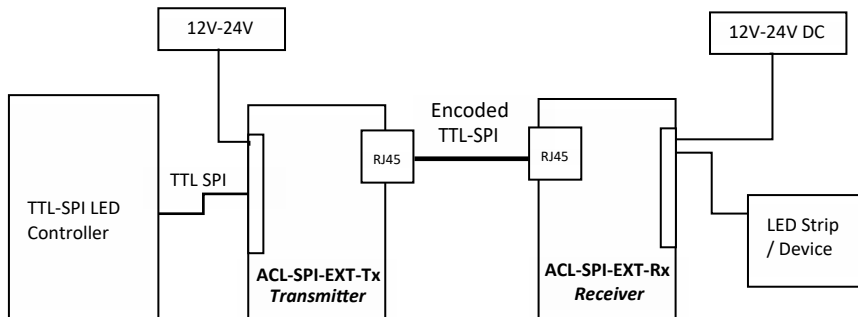 12V-24V
12V-24V DC
TTL-SPI LED
Controller
TTL SPI
RJ45
ACL-SPI-EXT-Tx
Transmitter
Encoded
TTL-SPI
RJ45
ACL-SPI-EXT-Rx
Receiver
LED Strip
/ Device